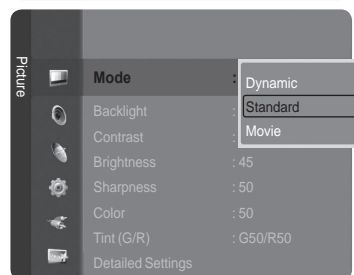 Picture
Mode :
Dynamic
Standard
Movie
Backlight :
Contrast :
Brightness : 45
Sharpness : 50
Color : 50
Tint (G/R) : G50/R50
Detailed Settings